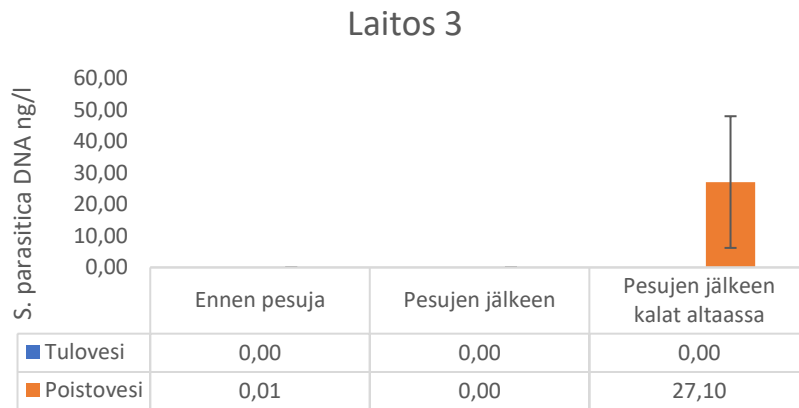 Laitos 3
S. parasitica DNA ng/l
60,00
50,00
40,00
30,00
20,00
10,00
0,00
Ennen pesuja Pesujen jälkeen Pesujen jälkeen
kalat altaassa
Tulovesi 0,00 0,00 0,00
Poistovesi 0,01 0,00 27,10